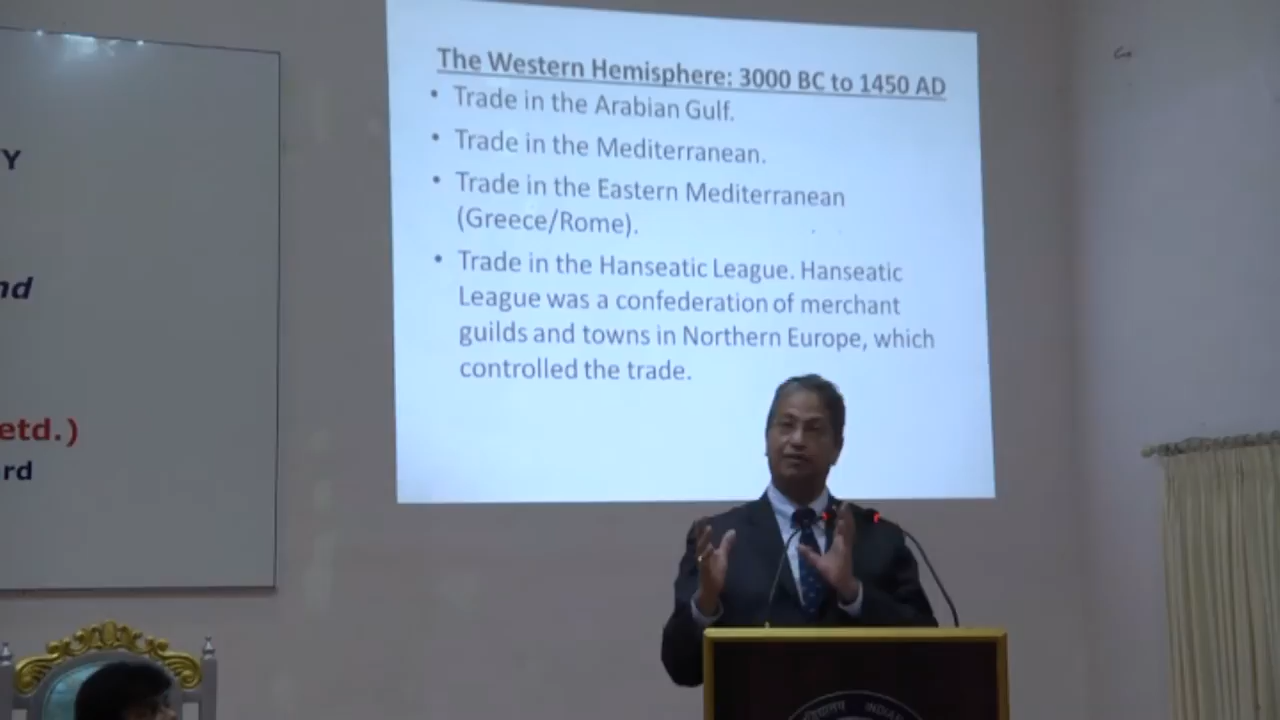 The Western Hemisphere: 3000 BC to 1450 AD
• Trade in the Arabian Gulf.
• Trade in the Mediterranean.
• Trade in the Eastern Mediterranean
(Greece/Rome).
• Trade in the Hanseatic League. Hanseatic
League was a confederation of merchant
guilds and towns in Northern Europe, which
controlled the trade.
Y
nd
etd.)
rd